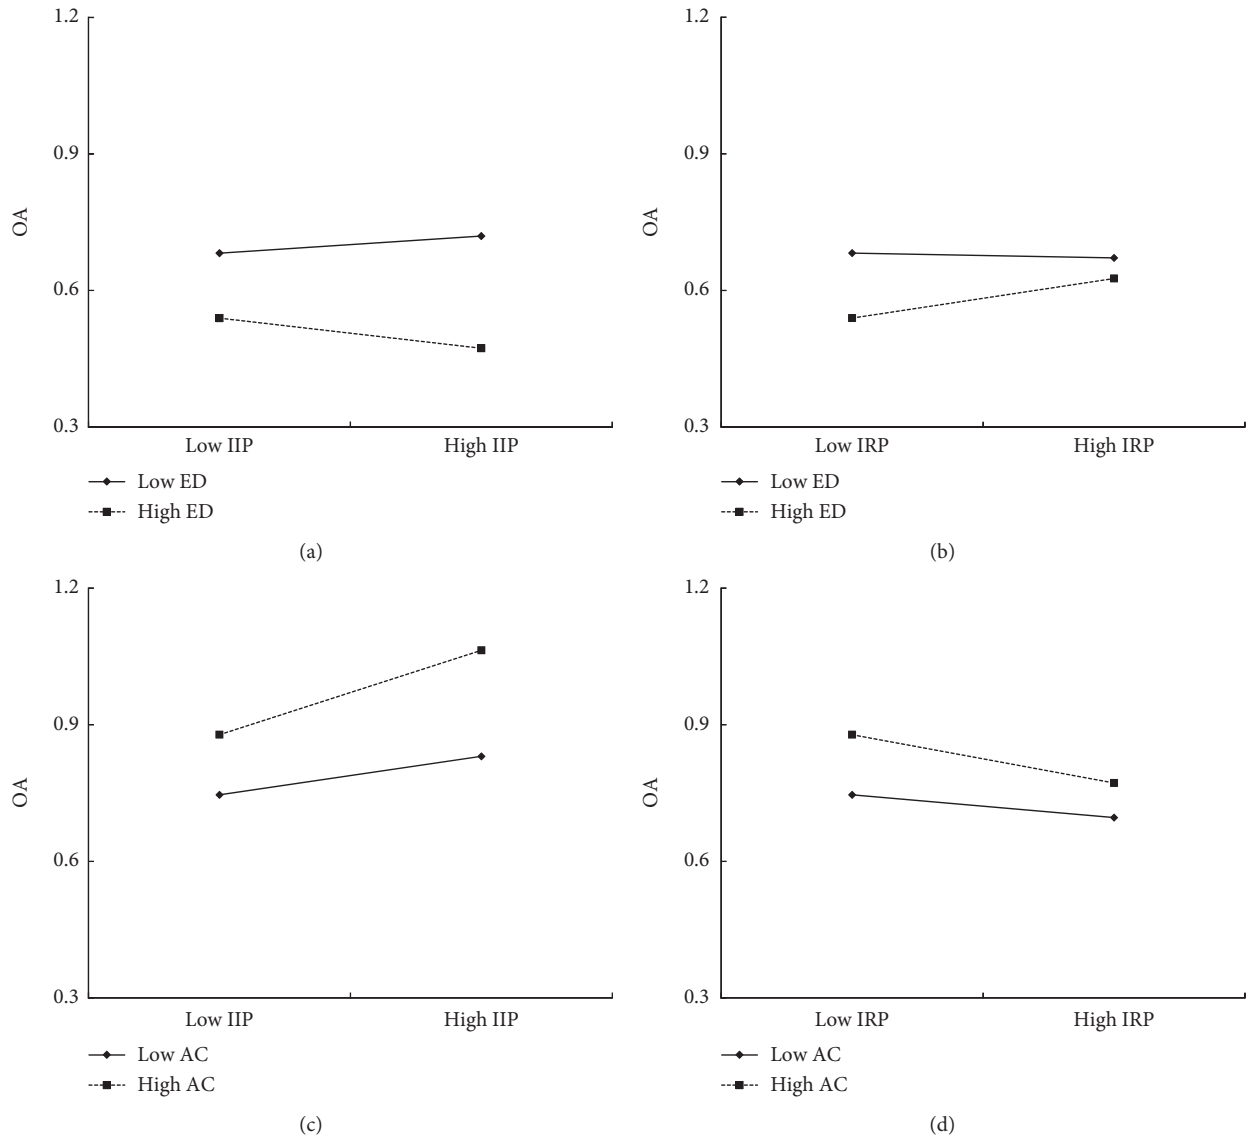 1.2
0.9
OA
0.6
0.3
Low IIP High IIP
Low ED
High ED
(a)
1.2
0.9
OA
0.6
0.3
Low IRP High IRP
Low ED
High ED
(b)
1.2
0.9
OA
0.6
0.3
Low IIP High IIP
Low AC
High AC
(c)
1.2
0.9
OA
0.6
0.3
Low IRP High IRP
Low AC
High AC
(d)